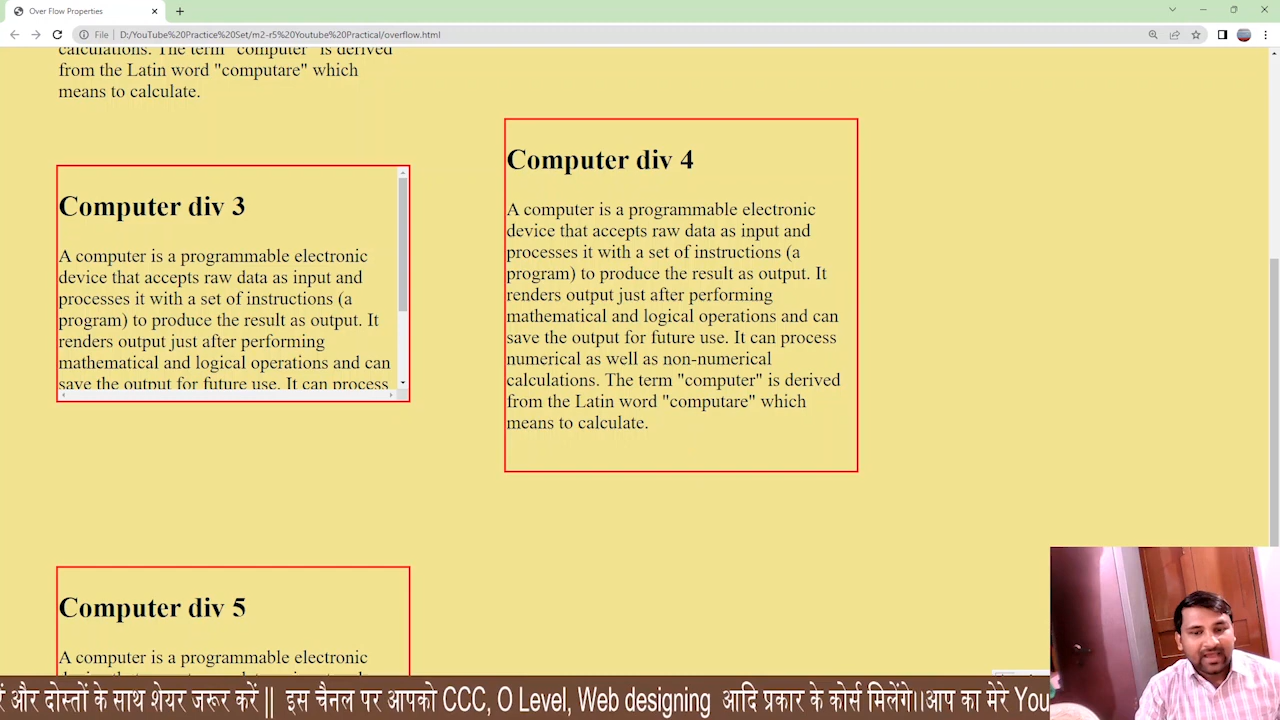 Over Flow Properties
File | D:/YouTube%20Practice%20Set/m2-r5%20Youtube%20Practical/overflow.html
calculations. The term "computer" is derived
from the Latin word "computare" which
means to calculate.
Computer div 3
A computer is a programmable electronic
device that accepts raw data as input and
processes it with a set of instructions (a
program) to produce the result as output. It
renders output just after performing
mathematical and logical operations and can
save the output for future use. It can process
Computer div 4
A computer is a programmable electronic
device that accepts raw data as input and
processes it with a set of instructions (a
program) to produce the result as output. It
renders output just after performing
mathematical and logical operations and can
save the output for future use. It can process
numerical as well as non-numerical
calculations. The term "computer" is derived
from the Latin word "computare" which
means to calculate.
Computer div 5
A computer is a programmable electronic
और दोस्तों के साथ शेयर जरूर करें || इस चैनल पर आपको CCC, O Level, Web designing आदि प्रकार के कोर्स मिलेंगे।।आप का मेरे You